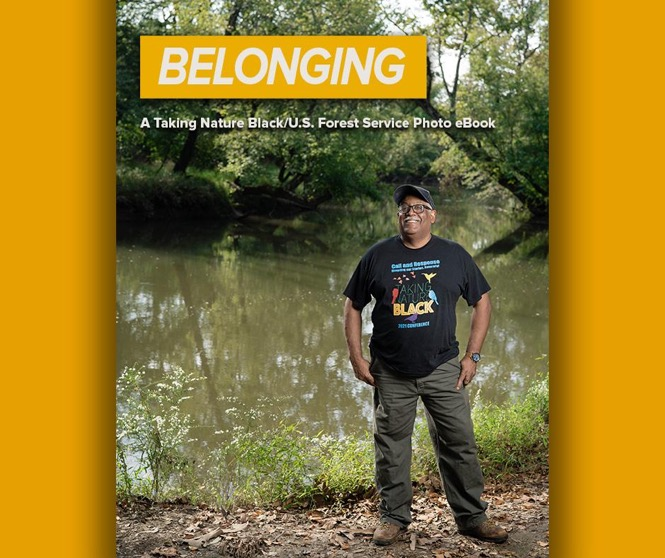 BELONGING
A Taking Nature Black/U.S. Forest Service Photo eBook
Call and Response
TAKING
NATURE
BLACK
2021 CONFERENCE